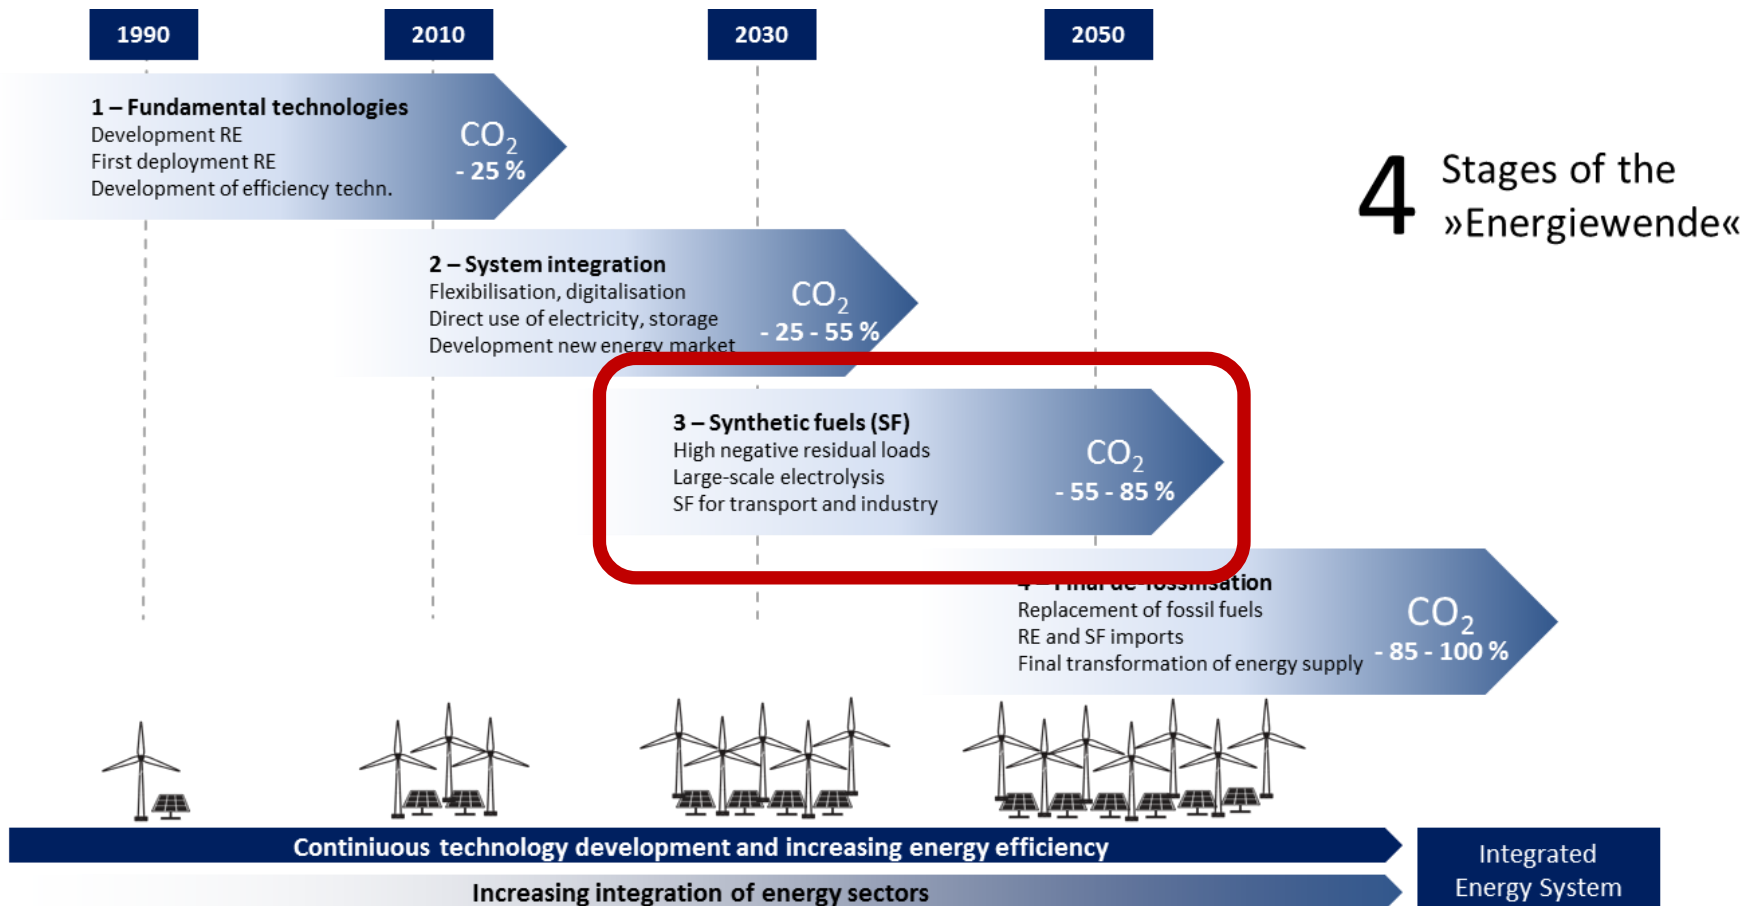 1990
2010
2030
2050
1 – Fundamental technologies
Development RE
First deployment RE
Development of efficiency techn.
CO₂
- 25 %
4 Stages of the
»Energiewende«
2 – System integration
Flexibilisation, digitalisation
Direct use of electricity, storage
Development new energy market
CO₂
- 25 - 55 %
3 – Synthetic fuels (SF)
High negative residual loads
Large-scale electrolysis
SF for transport and industry
CO₂
- 55 - 85 %
4 – Final de-fossilisation
Replacement of fossil fuels
RE and SF imports
Final transformation of energy supply
CO₂
- 85 - 100 %
Continiuous technology development and increasing energy efficiency
Increasing integration of energy sectors
Integrated
Energy System